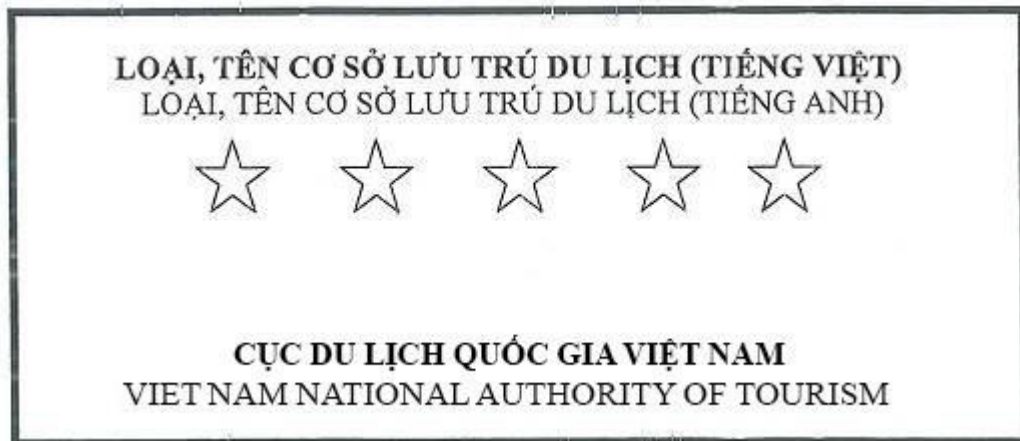 LOẠI, TÊN CƠ SỞ LƯU TRÚ DU LỊCH (TIẾNG VIỆT)
LOẠI, TÊN CƠ SỞ LƯU TRÚ DU LỊCH (TIẾNG ANH)
CỤC DU LỊCH QUỐC GIA VIỆT NAM
VIET NAM NATIONAL AUTHORITY OF TOURISM